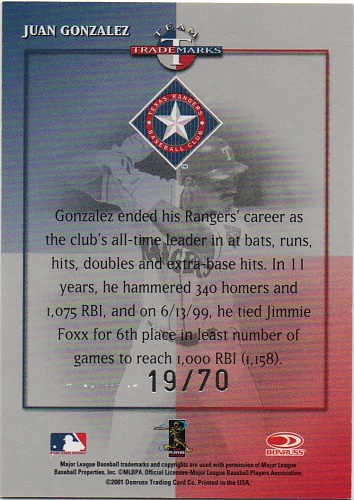 JUAN GONZALEZ
TEAM
TRADEMARKS
T
TEXAS RANGERS
BASEBALL CLUB
Gonzalez ended his Rangers' career as
the club's all-time leader in at bats, runs,
hits, doubles and extra-base hits. In 11
years, he hammered 340 homers and
1,075 RBI, and on 6/13/99, he tied Jimmie
Foxx for 6th place in least number of
games to reach 1,000 RBI (1,158).
19/70
PLAYERS
DONRUSS
Major League Baseball trademarks and copyrights are used with permission of Major League
Baseball Properties, Inc. ©MLBPA. Official Licensee-Major League Baseball Players Association.
©2001 Donruss Trading Card Co. Printed in the USA.